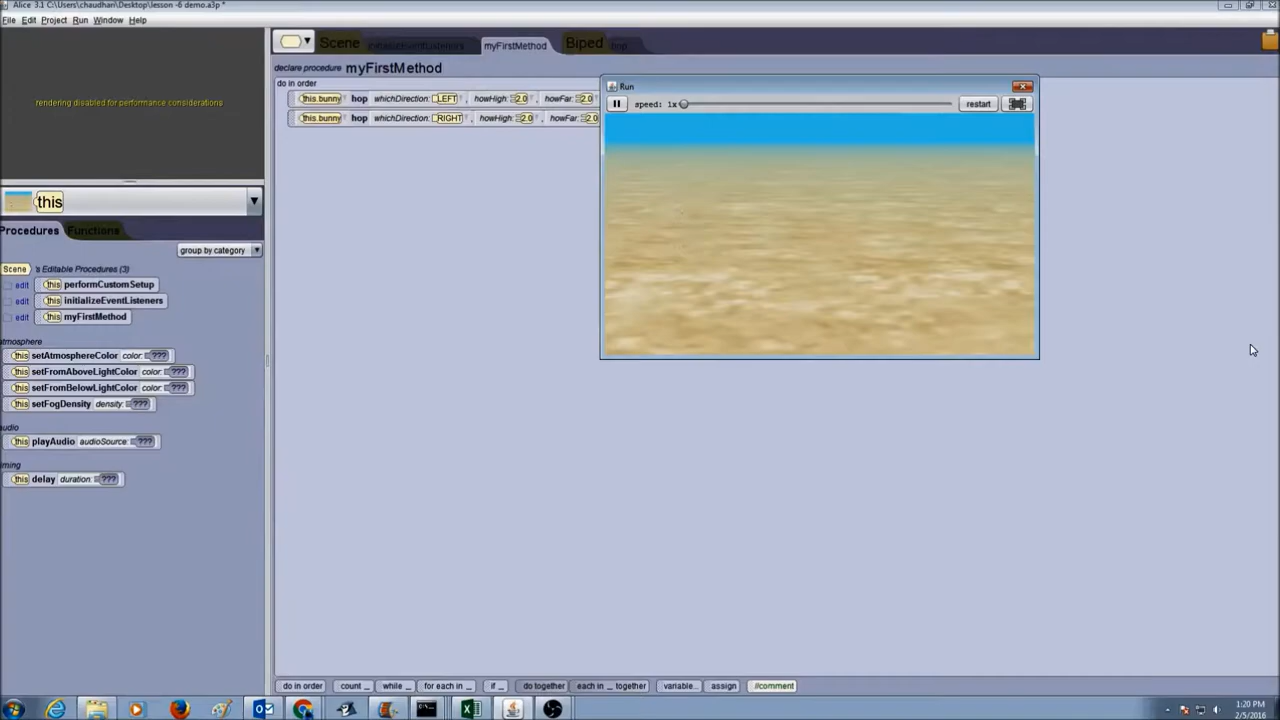 Alice 3.1 C:\Users\chaudhan\Desktop\lesson -6 demo.a3p *
File Edit Project Run Window Help
rendering disabled for performance considerations
Scene initializeEventListeners myFirstMethod Biped hop
declare procedure myFirstMethod
do in order
this.bunny hop whichDirection: LEFT , howHigh: 2.0 , howFar: 2.0
this.bunny hop whichDirection: RIGHT , howHigh: 2.0 , howFar: 2.0
Run
speed: 1x restart
this
Procedures Functions
group by category
Scene 's Editable Procedures (3)
edit this performCustomSetup
edit this initializeEventListeners
edit this myFirstMethod
atmosphere
this setAtmosphereColor color: ???
this setFromAboveLightColor color: ???
this setFromBelowLightColor color: ???
this setFogDensity density: ???
audio
this playAudio audioSource: ???
iming
this delay duration: ???
do in order count _ while _ for each in _ if _ do together each in _ together variable... assign //comment
1:20 PM
2/5/2016